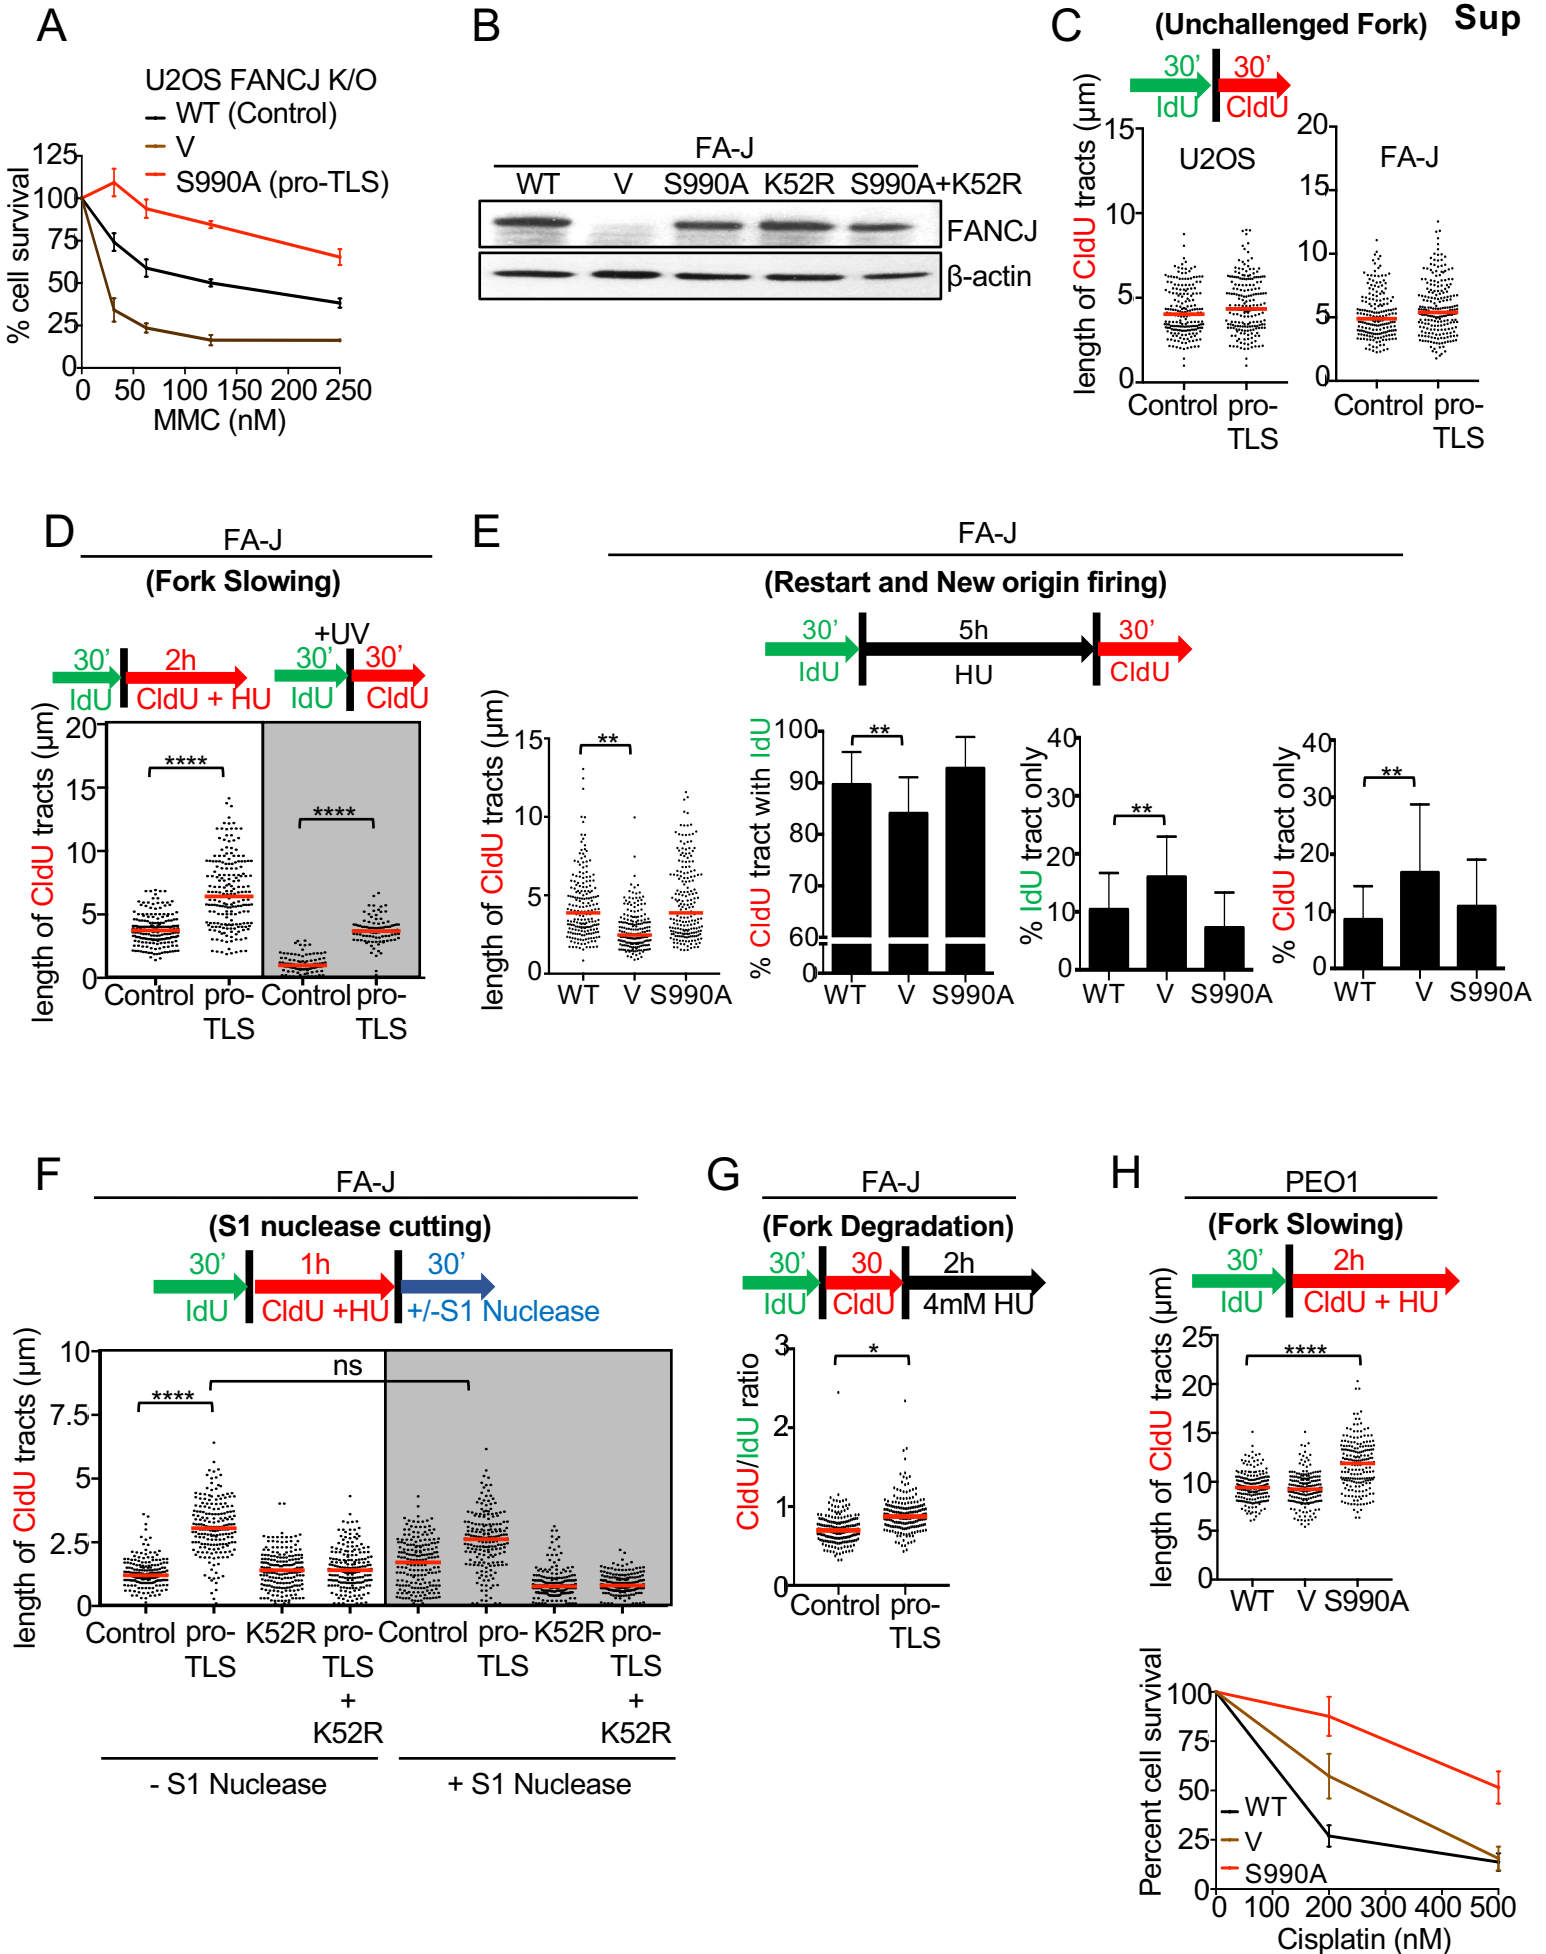 Sup
A
U2OS FANCJ K/O
WT (Control)
V
S990A (pro-TLS)
% cell survival
125
100
75
50
25
0
0 50 100 150 200 250
MMC (nM)
B
FA-J
WT V S990A K52R S990A+K52R
FANCJ
β-actin
C
(Unchallenged Fork)
30' 30'
IdU CldU
length of CldU tracts (μm)
15
10
5
0
U2OS
Control pro-
TLS
20
15
10
5
0
FA-J
Control pro-
TLS
D
FA-J
(Fork Slowing)
+UV
30' 2h 30' 30'
IdU CldU + HU IdU CldU
length of CldU tracts (μm)
20
15
10
5
0
**** ****
Control pro- Control pro-
TLS TLS
E
FA-J
(Restart and New origin firing)
30' 5h 30'
IdU HU CldU
length of CldU tracts (μm)
15
10
5
0
**
WT V S990A
% CldU tract with IdU
100
90
80
70
60
0
**
WT V S990A
% IdU tract only
40
30
20
10
0
**
WT V S990A
% CldU tract only
40
30
20
10
0
**
WT V S990A
F
FA-J
(S1 nuclease cutting)
30' 1h 30'
IdU CldU +HU +/-S1 Nuclease
length of CldU tracts (μm)
10
7.5
5
2.5
0
**** ns
Control pro- K52R pro- Control pro- K52R pro-
TLS TLS TLS TLS
+ +
K52R K52R
- S1 Nuclease + S1 Nuclease
G
FA-J
(Fork Degradation)
30' 30 2h
IdU CldU 4mM HU
CldU/IdU ratio
3
2
1
0
*
Control pro-
TLS
H
PEO1
(Fork Slowing)
30' 2h
IdU CldU + HU
length of CldU tracts (μm)
25
20
15
10
5
0
****
WT V S990A
Percent cell survival
100
75
50
25
0
WT
V
S990A
0 100 200 300 400 500
Cisplatin (nM)